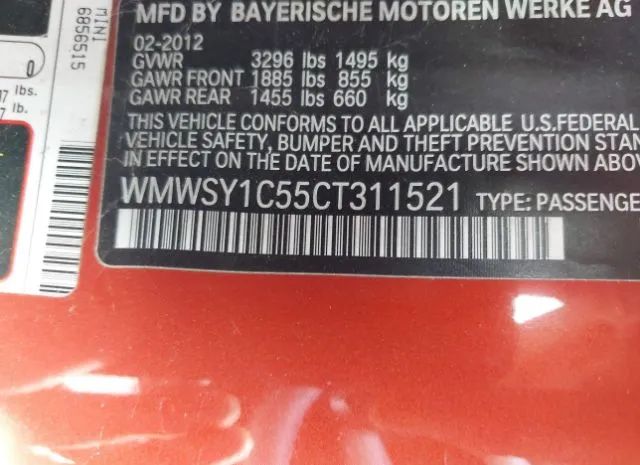 MFD BY BAYERISCHE MOTOREN WERKE AG
02-2012
GVWR 3296 lbs 1495 kg
GAWR FRONT 1885 lbs 855 kg
GAWR REAR 1455 lbs 660 kg
THIS VEHICLE CONFORMS TO ALL APPLICABLE U.S.FEDERAL
VEHICLE SAFETY, BUMPER AND THEFT PREVENTION STAN
IN EFFECT ON THE DATE OF MANUFACTURE SHOWN ABOV
WMWSY1C55CT311521 TYPE: PASSENGE
MINI
6856515
0
lbs.
7 lb.